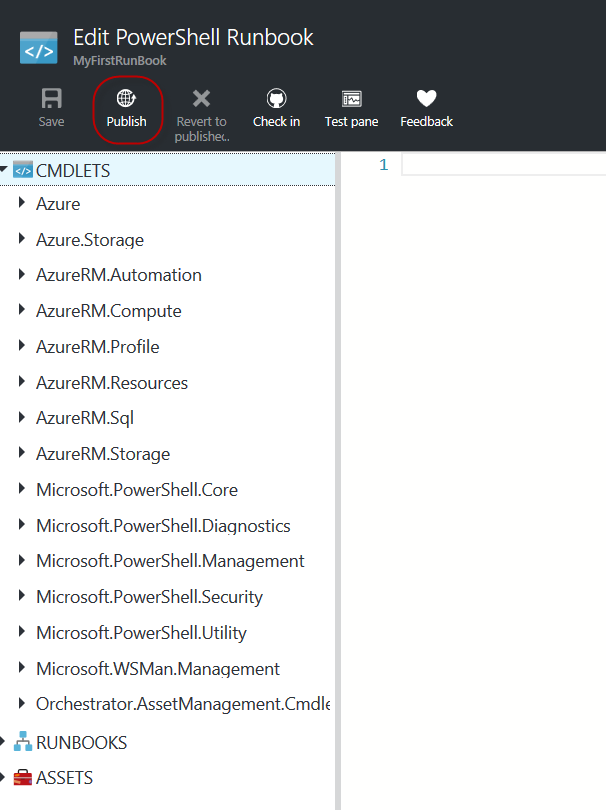 Edit PowerShell Runbook
MyFirstRunBook
Save
Publish
Revert to
publishec..
Check in
Test pane
Feedback
CMDLETS
1
Azure
Azure.Storage
AzureRM.Automation
AzureRM.Compute
AzureRM.Profile
AzureRM.Resources
AzureRM.Sql
AzureRM.Storage
Microsoft.PowerShell.Core
Microsoft.PowerShell.Diagnostics
Microsoft.PowerShell.Management
Microsoft.PowerShell.Security
Microsoft.PowerShell.Utility
Microsoft.WSMan.Management
Orchestrator.AssetManagement.Cmdle
RUNBOOKS
ASSETS